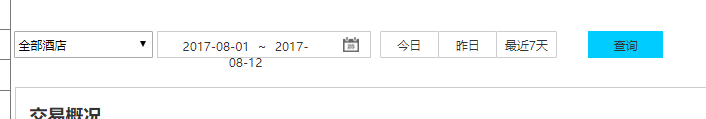 全部酒店
2017-08-01 ~ 2017-
08-12
今日 昨日 最近7天 查询
交易概况